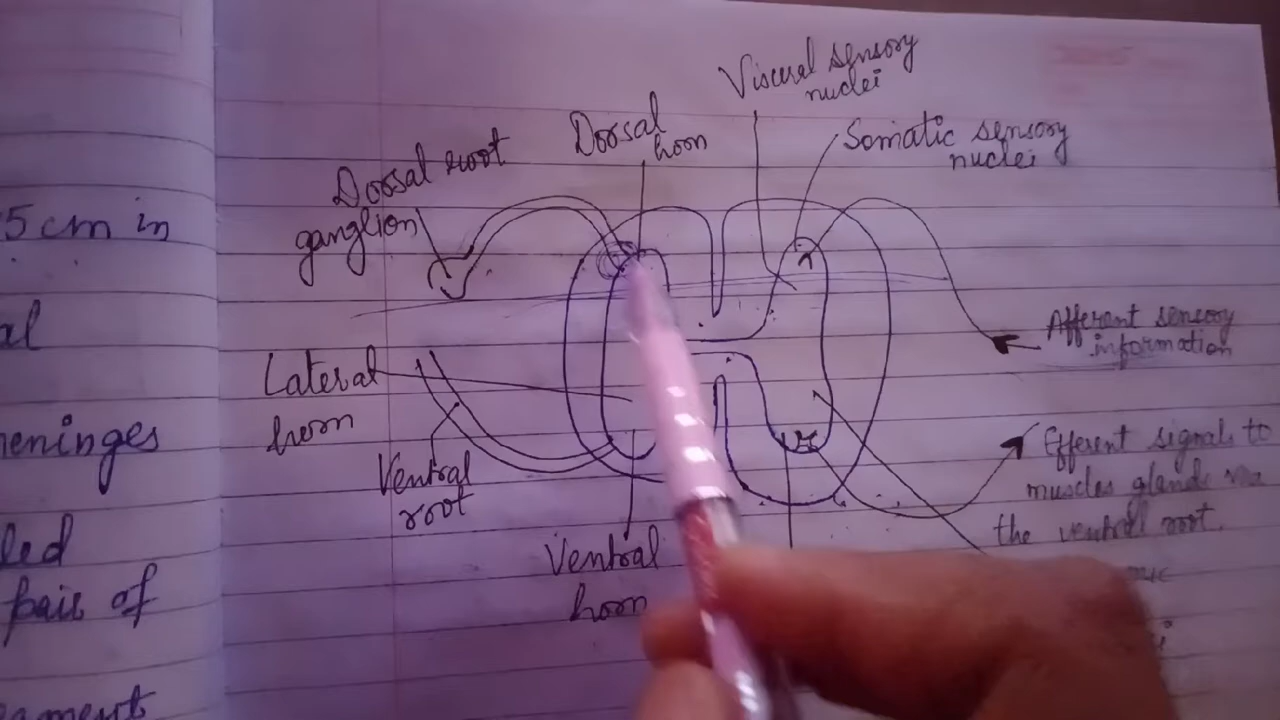 5 cm in
al
eninges
led
pair of
ament
Visceral sensory
nuclei
Dorsal
horn
Somatic sensory
nuclei
Dorsal root
ganglion
Afferent sensory
information
Lateral
horn
Ventral
root
Efferent signals to
muscles glands via
the ventral root.
Ventral
horn